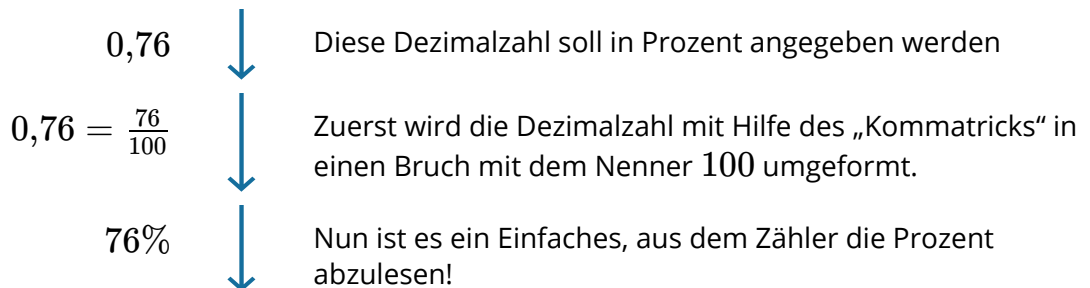 0,76 Diese Dezimalzahl soll in Prozent angegeben werden
0,76 = 76/100 Zuerst wird die Dezimalzahl mit Hilfe des „Kommatricks“ in
einen Bruch mit dem Nenner 100 umgeformt.
76% Nun ist es ein Einfaches, aus dem Zähler die Prozent
abzulesen!